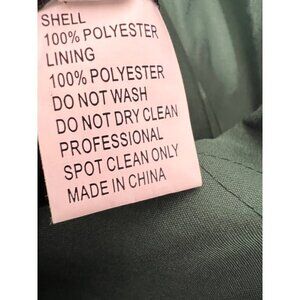 SHELL
100% POLYESTER
LINING
100% POLYESTER
DO NOT WASH
DO NOT DRY CLEAN
PROFESSIONAL
SPOT CLEAN ONLY
MADE IN CHINA